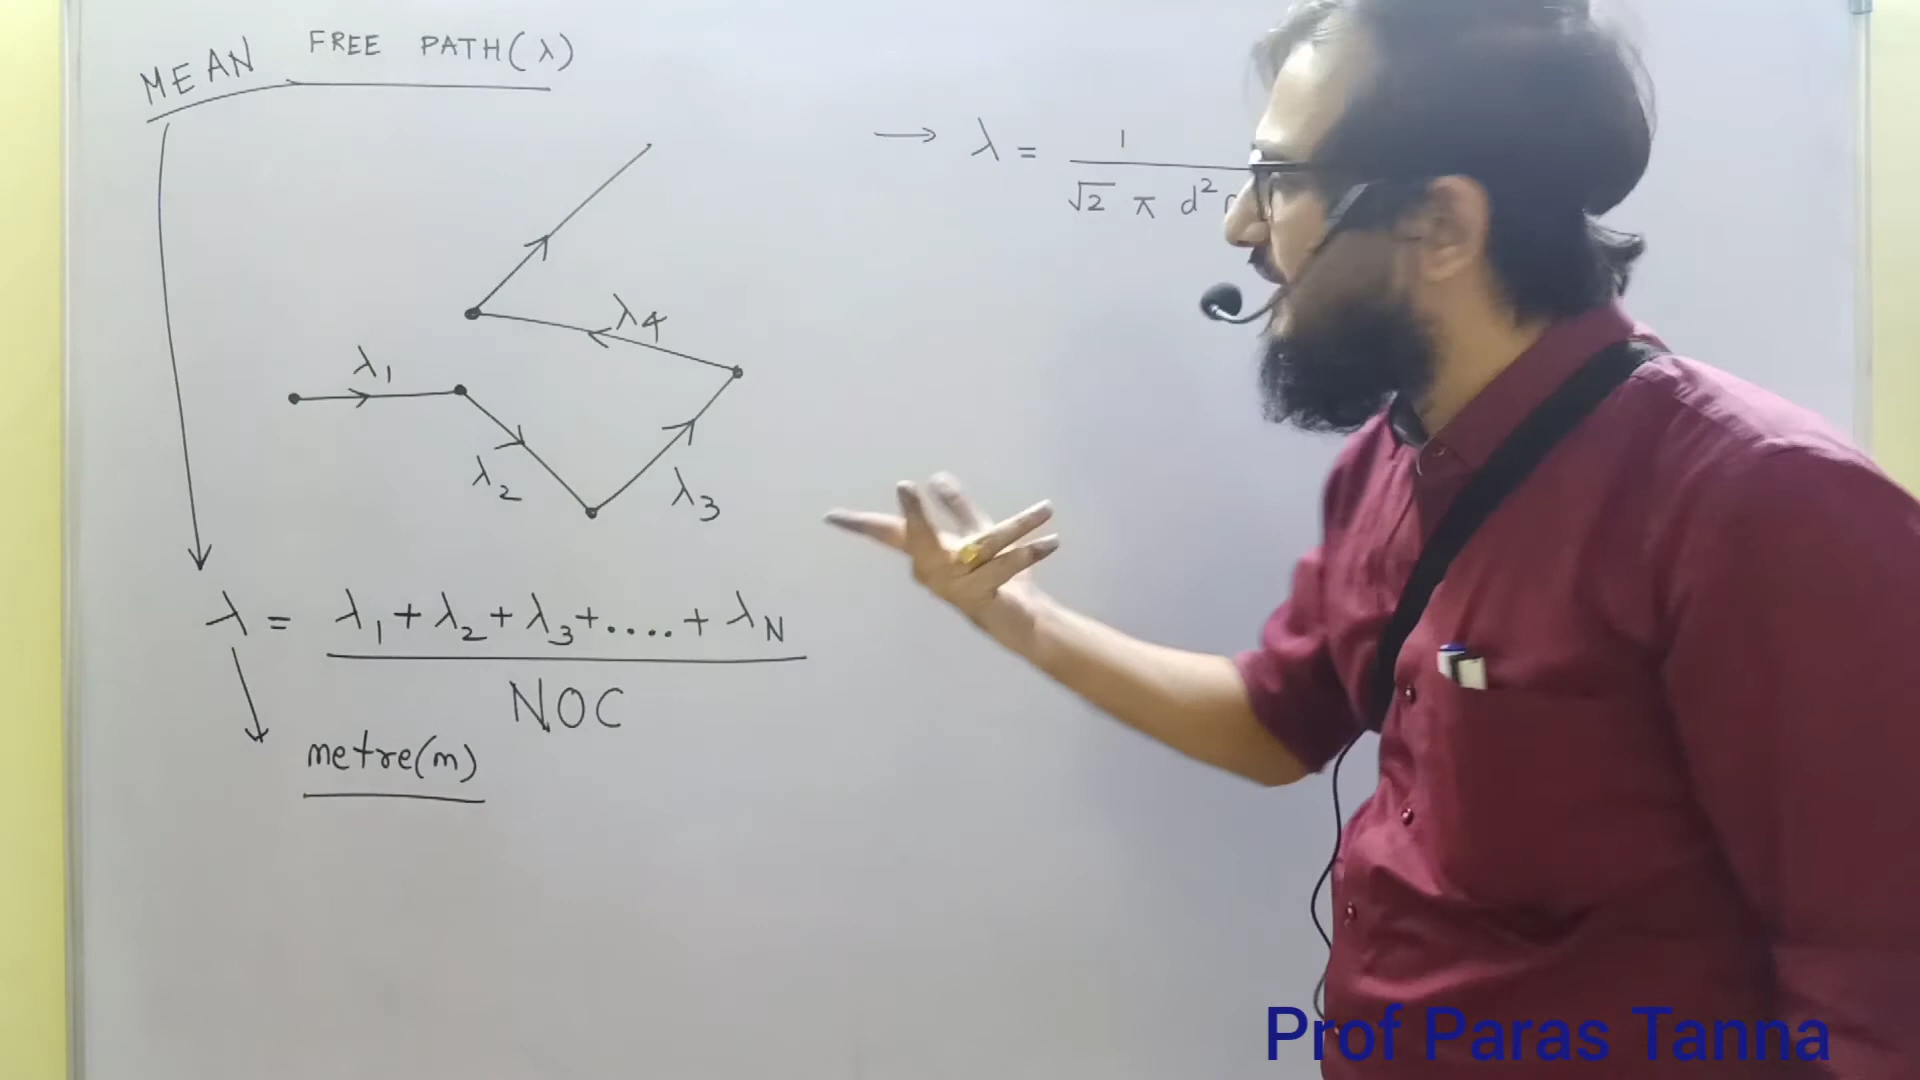 MEAN FREE PATH(λ)
→ λ = 1
√2 π d²
λ4
λ1
λ2
λ3
λ = λ1 + λ2 + λ3 + .... + λN
NOC
metre(m)
Prof Paras Tanna